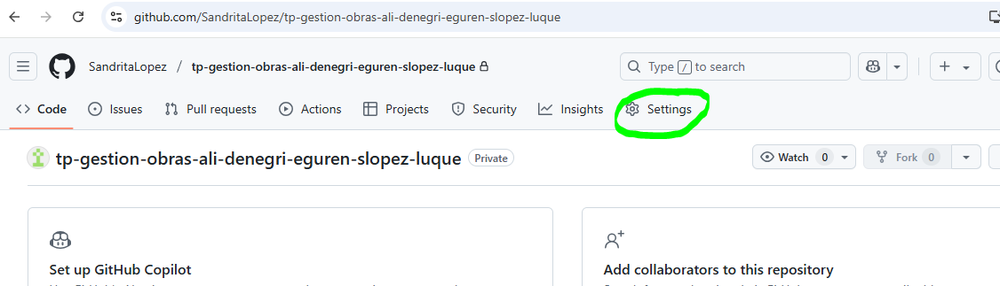 github.com/SandritaLopez/tp-gestion-obras-ali-denegri-eguren-slopez-luque
SandritaLopez / tp-gestion-obras-ali-denegri-eguren-slopez-luque Type / to search
Code Issues Pull requests Actions Projects Security Insights Settings
tp-gestion-obras-ali-denegri-eguren-slopez-luque Private Watch 0 Fork 0
Set up GitHub Copilot
Add collaborators to this repository